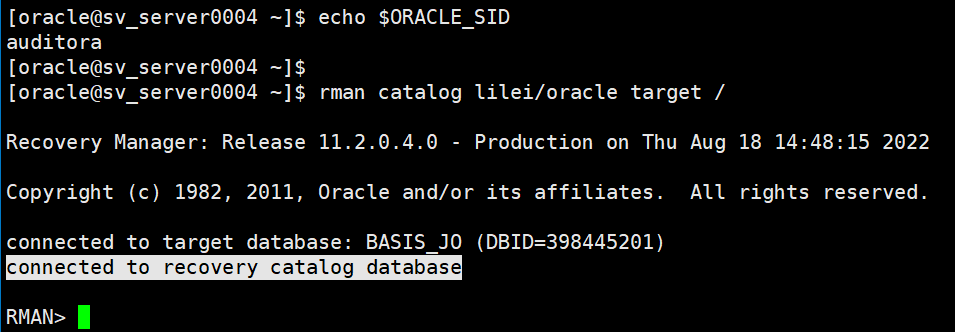 [oracle@sv_server0004 ~]$ echo $ORACLE_SID
auditora
[oracle@sv_server0004 ~]$
[oracle@sv_server0004 ~]$ rman catalog lilei/oracle target /
Recovery Manager: Release 11.2.0.4.0 - Production on Thu Aug 18 14:48:15 2022
Copyright (c) 1982, 2011, Oracle and/or its affiliates.  All rights reserved.
connected to target database: BASIS_JO (DBID=398445201)
connected to recovery catalog database
RMAN>